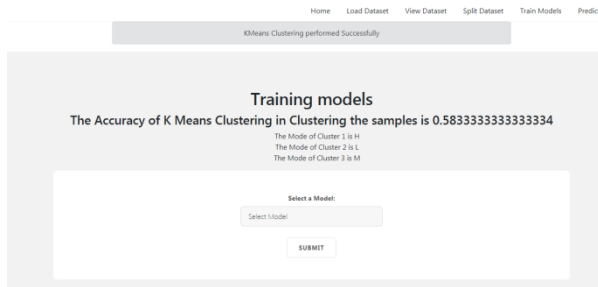 Home Load Dataset View Dataset Split Dataset Train Models Predic
KMeans Clustering performed Successfully
Training models
The Accuracy of K Means Clustering in Clustering the samples is 0.5833333333333334
The Mode of Cluster 1 is H
The Mode of Cluster 2 is L
The Mode of Cluster 3 is M
Select a Model:
Select Model
SUBMIT